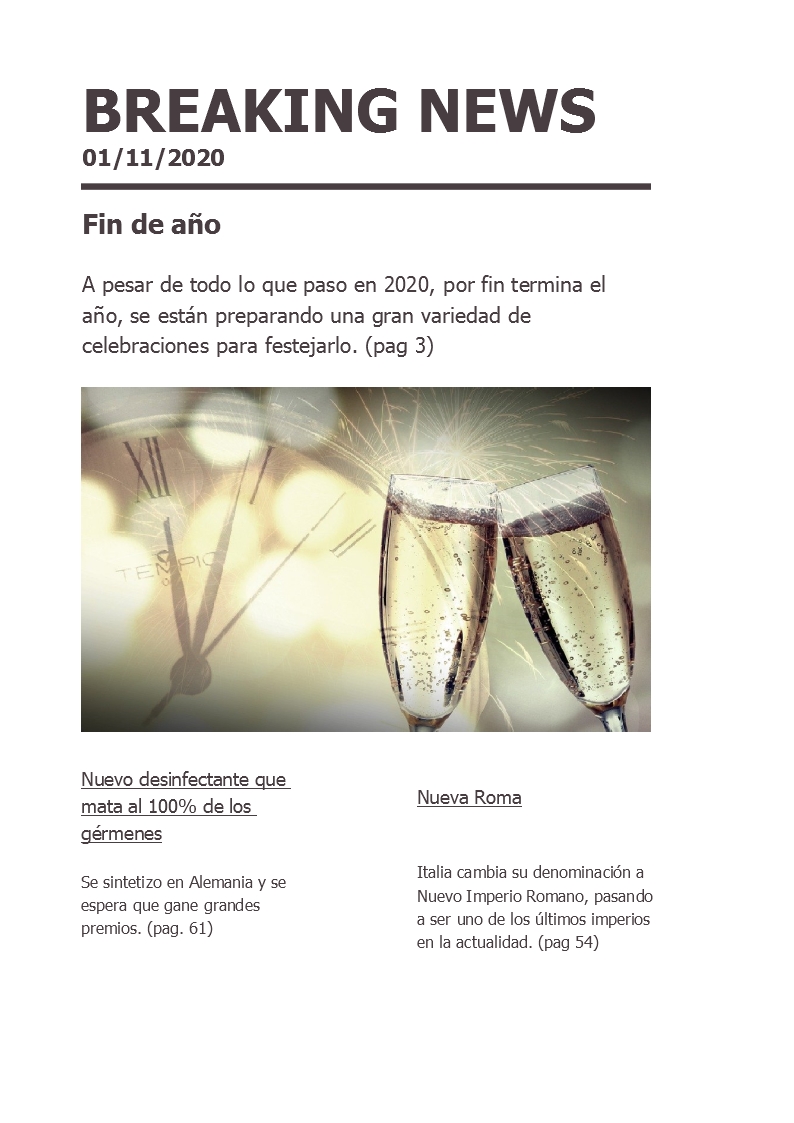 BREAKING NEWS
01/11/2020
Fin de año
A pesar de todo lo que paso en 2020, por fin termina el
año, se están preparando una gran variedad de
celebraciones para festejarlo. (pag 3)
XII
TEMPIC
Nuevo desinfectante que
mata al 100% de los
gérmenes
Se sintetizo en Alemania y se
espera que gane grandes
premios. (pag. 61)
Nueva Roma
Italia cambia su denominación a
Nuevo Imperio Romano, pasando
a ser uno de los últimos imperios
en la actualidad. (pag 54)